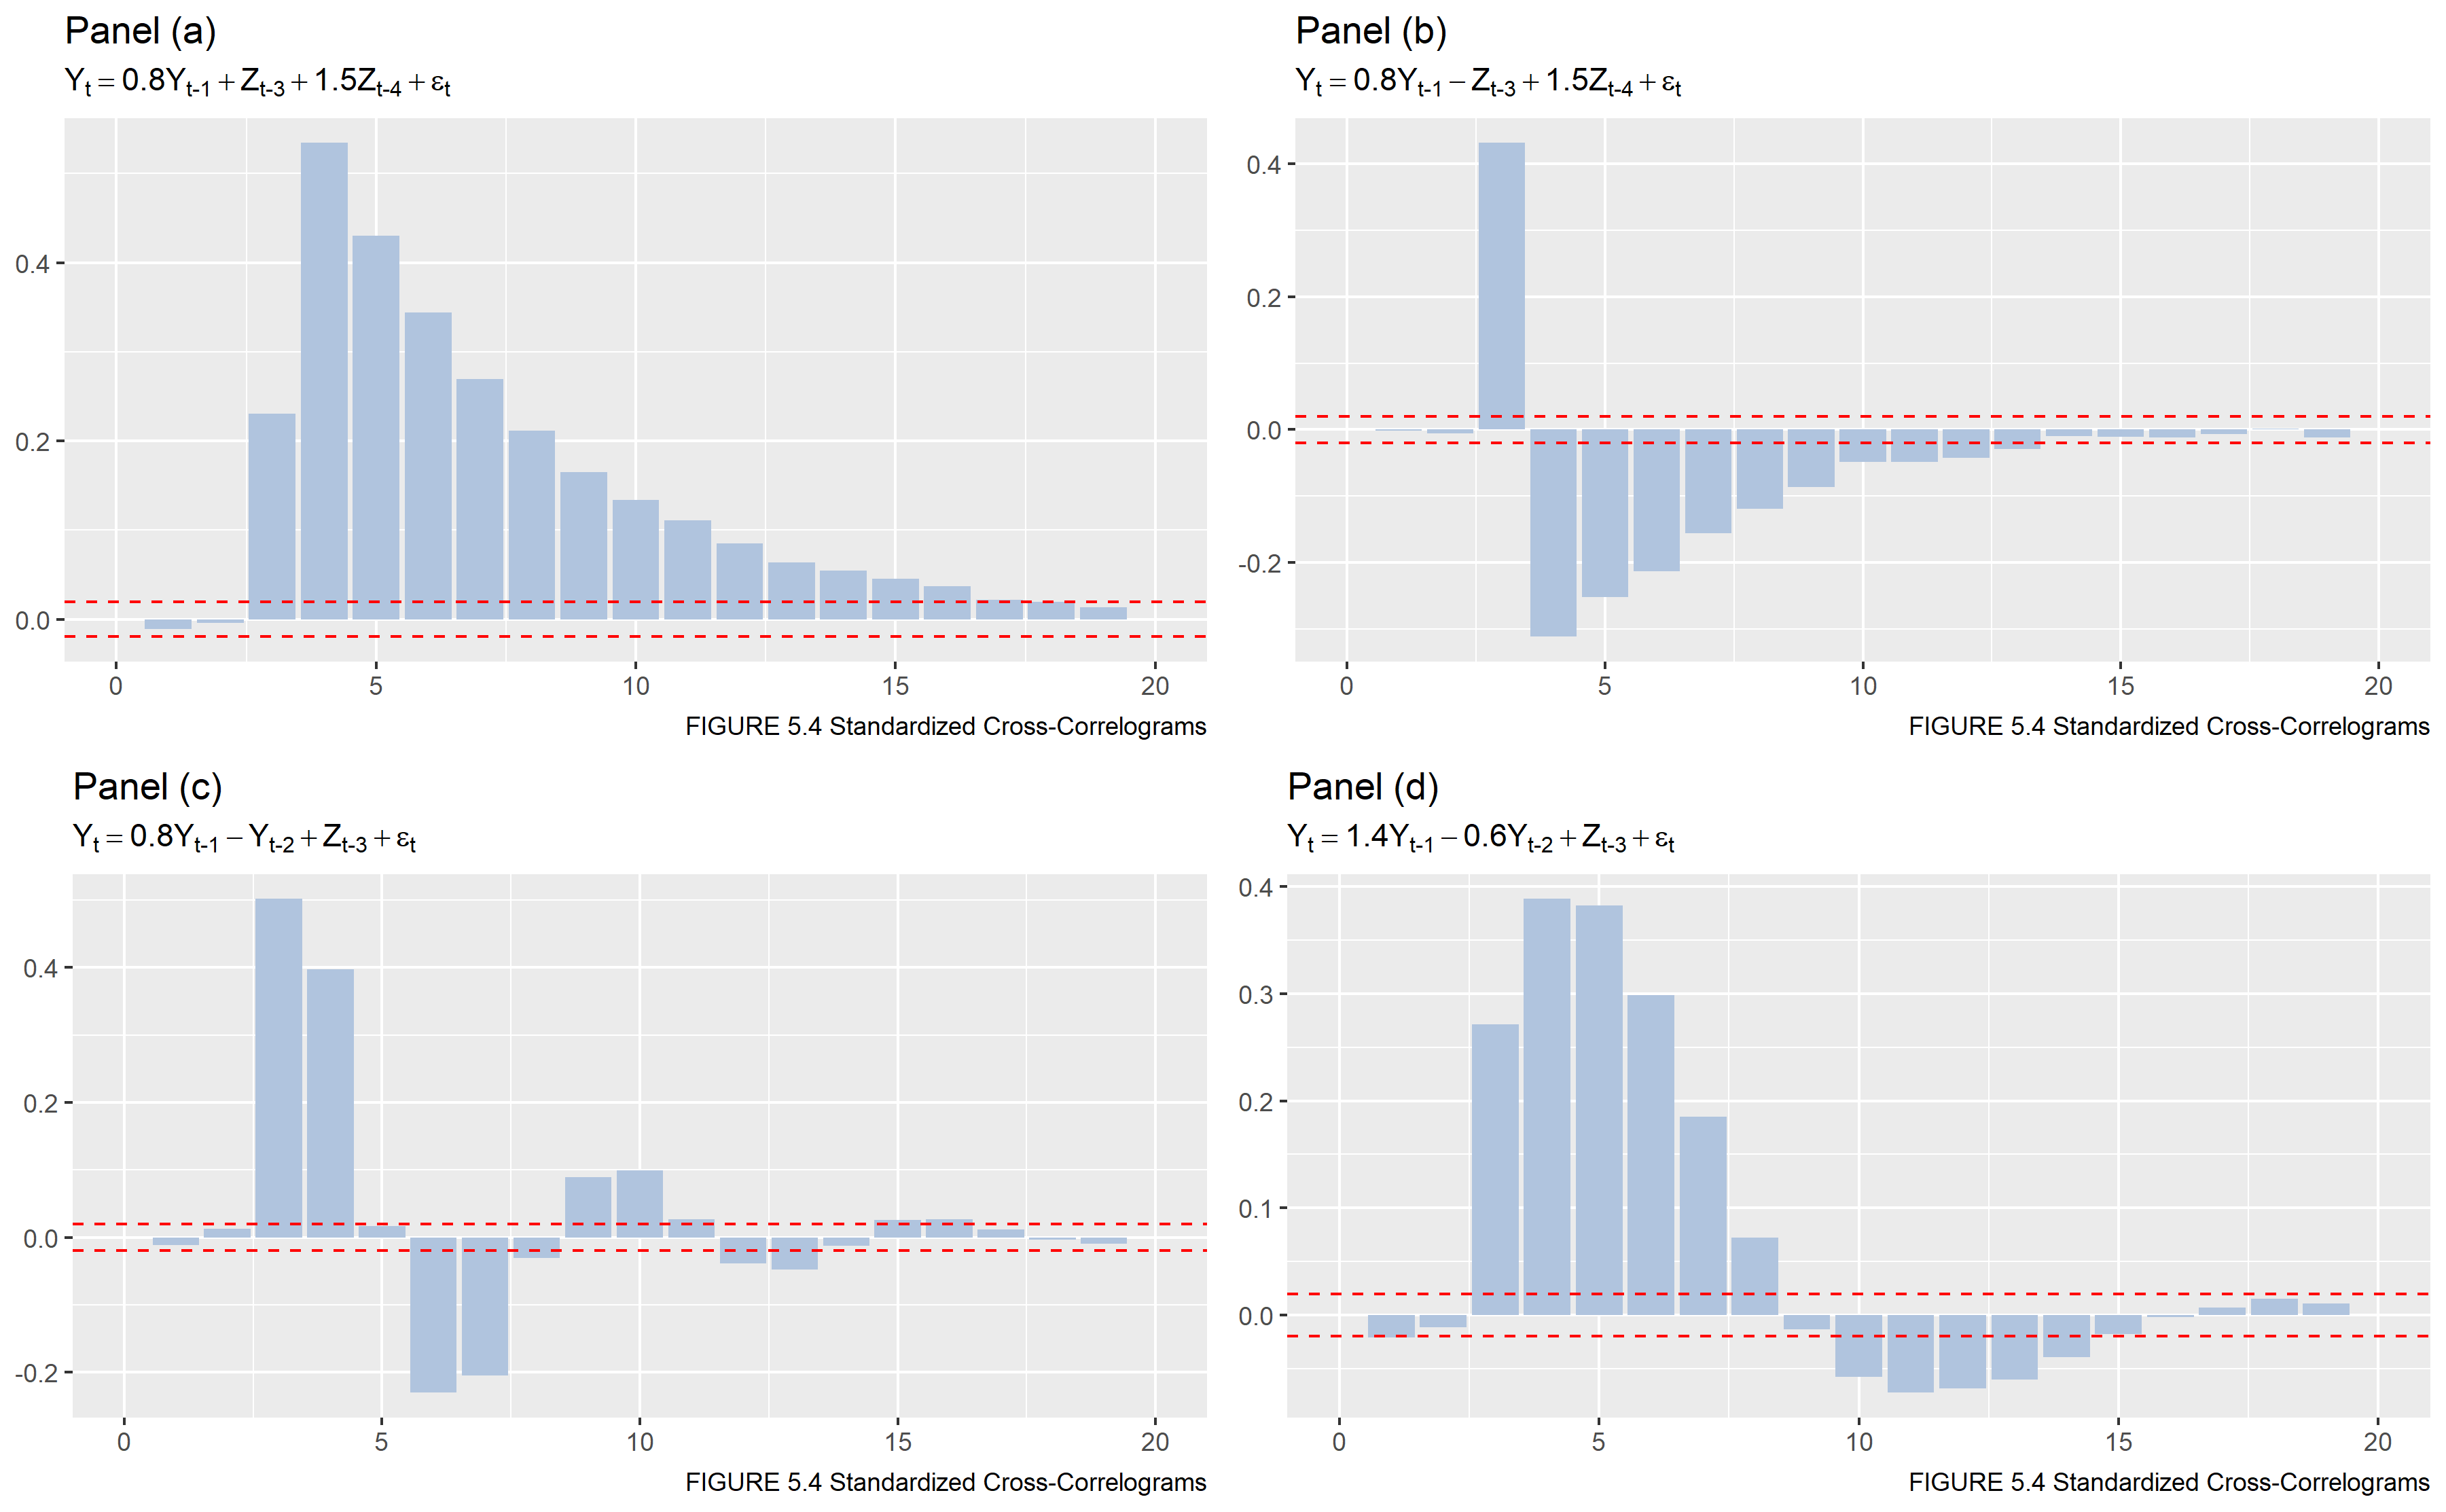 Panel (a)
Yt = 0.8Yt-1 + Zt-3 + 1.5Zt-4 + εt
0.4
0.2
0.0
0 5 10 15 20
FIGURE 5.4 Standardized Cross-Correlograms
Panel (b)
Yt = 0.8Yt-1 − Zt-3 + 1.5Zt-4 + εt
0.4
0.2
0.0
-0.2
0 5 10 15 20
FIGURE 5.4 Standardized Cross-Correlograms
Panel (c)
Yt = 0.8Yt-1 − Yt-2 + Zt-3 + εt
0.4
0.2
0.0
-0.2
0 5 10 15 20
FIGURE 5.4 Standardized Cross-Correlograms
Panel (d)
Yt = 1.4Yt-1 − 0.6Yt-2 + Zt-3 + εt
0.4
0.3
0.2
0.1
0.0
0 5 10 15 20
FIGURE 5.4 Standardized Cross-Correlograms